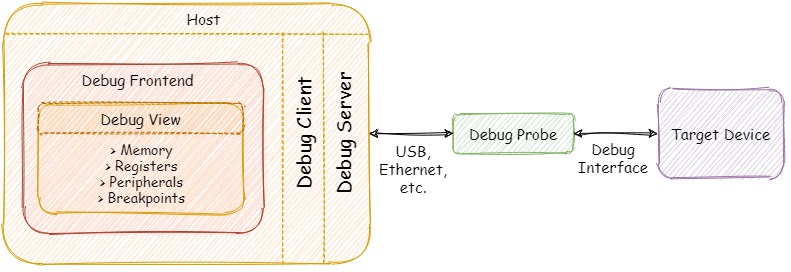 Host
Debug Frontend
Debug View
> Memory
> Registers
> Peripherals
> Breakpoints
Debug Client
Debug Server
USB,
Ethernet,
etc.
Debug Probe
Debug
Interface
Target Device